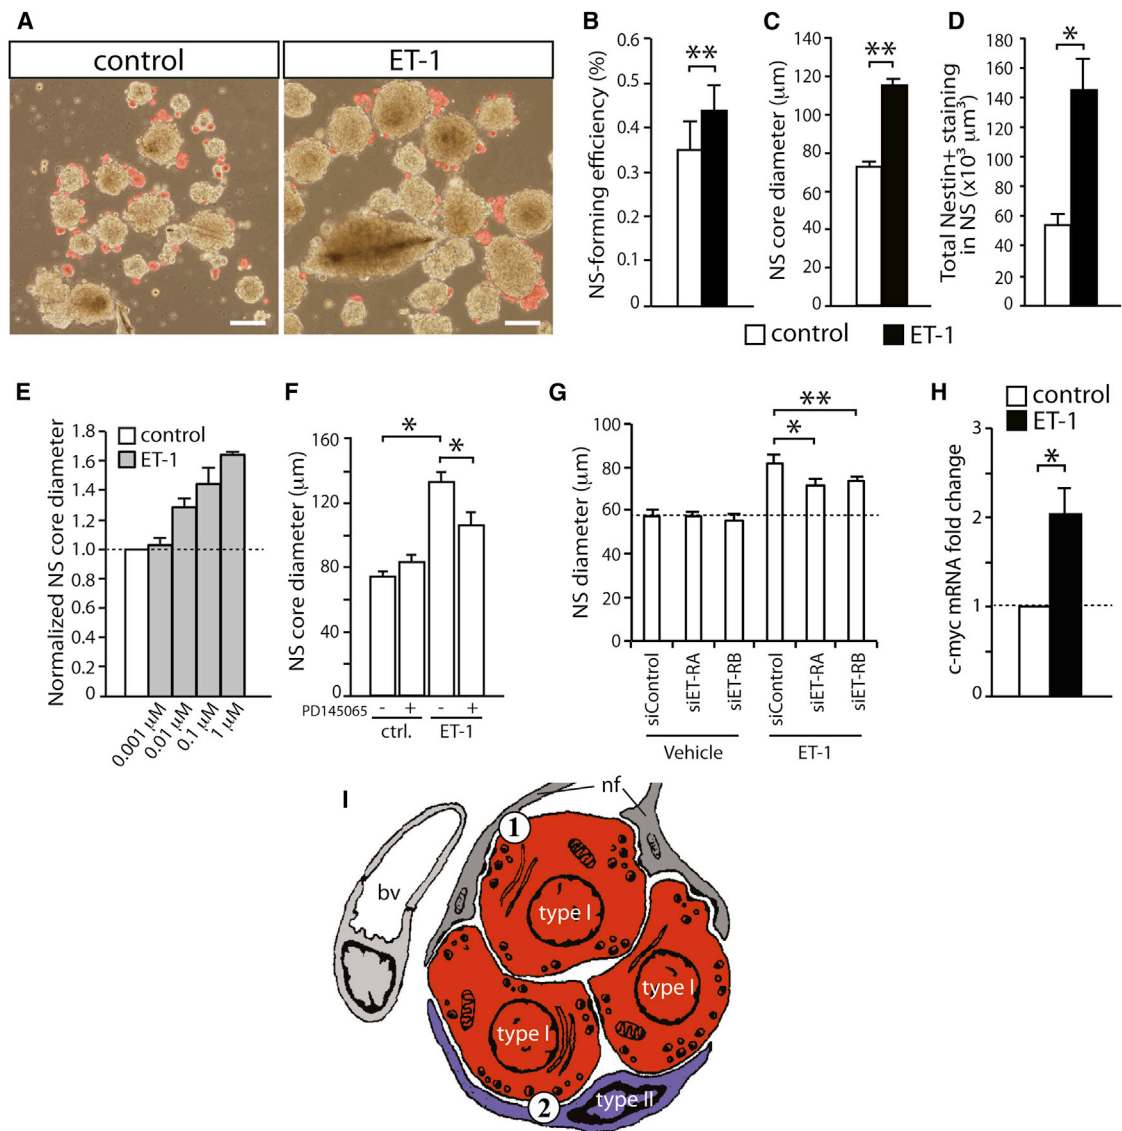 A
control
ET-1
B
NS-forming efficiency (%)
0.6
0.5
0.4
0.3
0.2
0.1
0
**
C
NS core diameter (μm)
140
120
100
80
60
40
20
0
**
D
Total Nestin+ staining
in NS (x10³ μm³)
180
160
140
120
100
80
60
40
20
0
*
control
ET-1
E
Normalized NS core diameter
1.8
1.6
1.4
1.2
1.0
0.8
0.6
0.4
0.2
0
control
ET-1
0.001 μM
0.01 μM
0.1 μM
1 μM
F
NS core diameter (μm)
160
120
80
40
0
*
*
PD145065
- + - +
ctrl.
ET-1
G
NS diameter (μm)
100
80
60
40
20
0
**
*
siControl
siET-RA
siET-RB
siControl
siET-RA
siET-RB
Vehicle
ET-1
H
control
ET-1
c-myc mRNA fold change
3
2
1
0
*
I
nf
1
bv
type I
type I
type I
2
type II